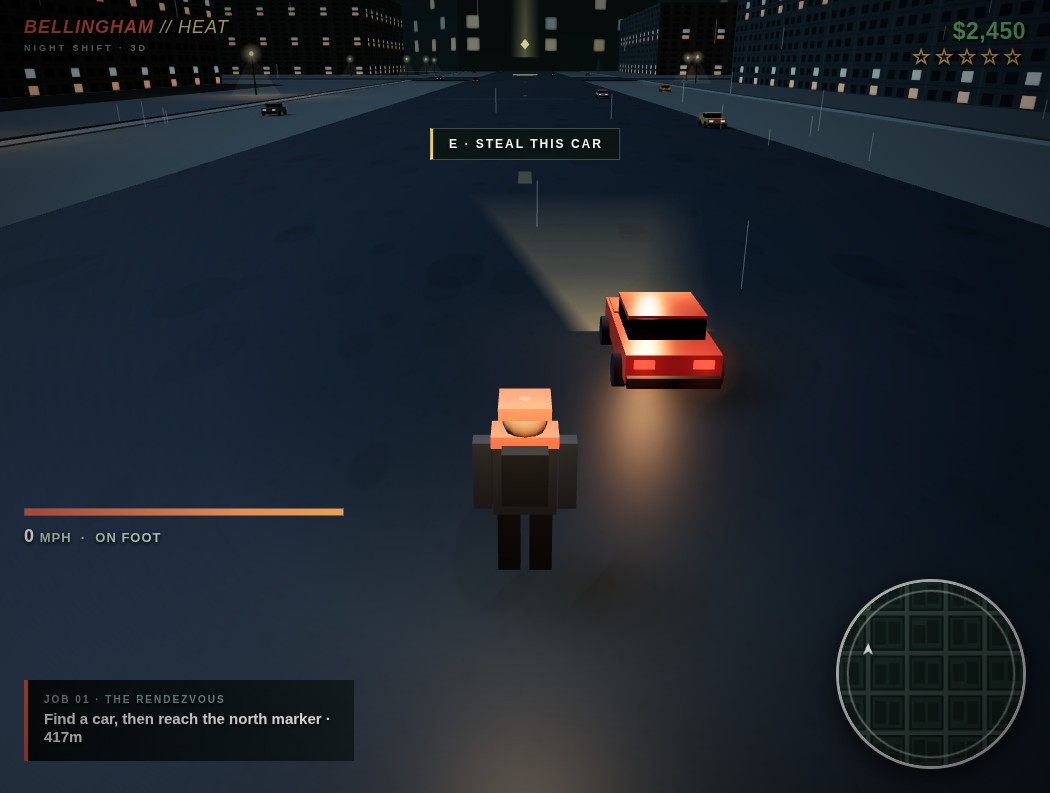 BELLINGHAM // HEAT
NIGHT SHIFT · 3D
$2,450
☆☆☆☆☆
E · STEAL THIS CAR
0 MPH · ON FOOT
JOB 01 · THE RENDEZVOUS
Find a car, then reach the north marker ·
417m